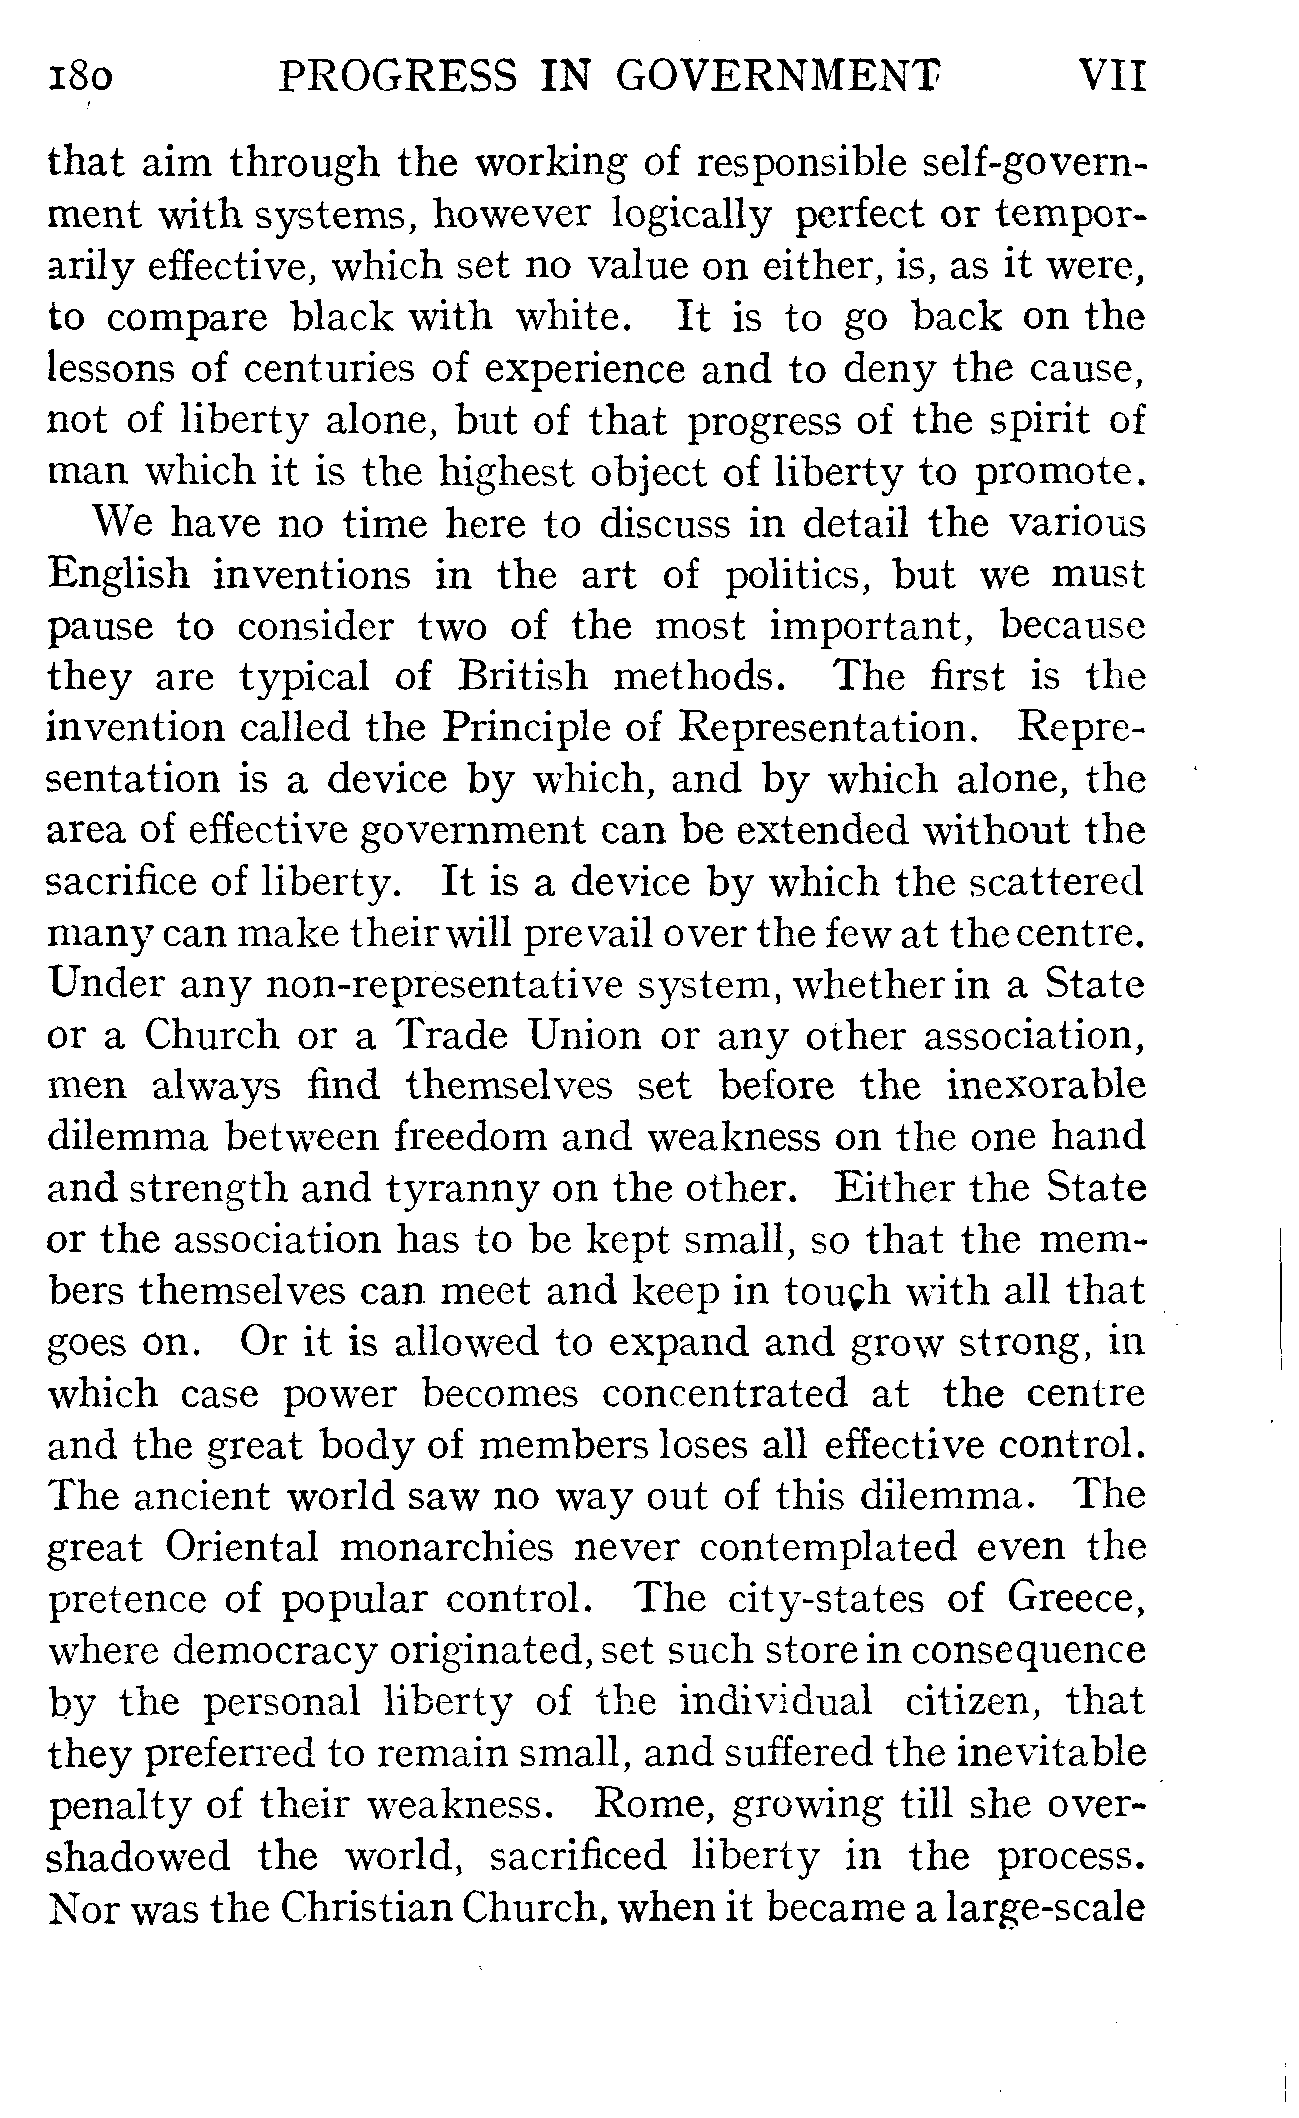 180 PROGRESS IN GOVERNMENT VII
that aim through the working of responsible self-govern-
ment with systems, however logically perfect or tempor-
arily effective, which set no value on either, is, as it were,
to compare black with white. It is to go back on the
lessons of centuries of experience and to deny the cause,
not of liberty alone, but of that progress of the spirit of
man which it is the highest object of liberty to promote.
We have no time here to discuss in detail the various
English inventions in the art of politics, but we must
pause to consider two of the most important, because
they are typical of British methods. The first is the
invention called the Principle of Representation. Repre-
sentation is a device by which, and by which alone, the
area of effective government can be extended without the
sacrifice of liberty. It is a device by which the scattered
many can make their will prevail over the few at the centre.
Under any non-representative system, whether in a State
or a Church or a Trade Union or any other association,
men always find themselves set before the inexorable
dilemma between freedom and weakness on the one hand
and strength and tyranny on the other. Either the State
or the association has to be kept small, so that the mem-
bers themselves can meet and keep in touch with all that
goes on. Or it is allowed to expand and grow strong, in
which case power becomes concentrated at the centre
and the great body of members loses all effective control.
The ancient world saw no way out of this dilemma. The
great Oriental monarchies never contemplated even the
pretence of popular control. The city-states of Greece,
where democracy originated, set such store in consequence
by the personal liberty of the individual citizen, that
they preferred to remain small, and suffered the inevitable
penalty of their weakness. Rome, growing till she over-
shadowed the world, sacrificed liberty in the process.
Nor was the Christian Church, when it became a large-scale